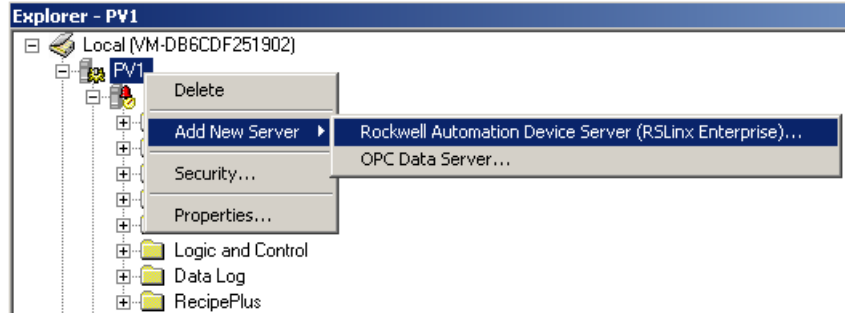 Explorer - PV1
Local (VM-DB6CDF251902)
PV1
Delete
Add New Server
Rockwell Automation Device Server (RSLinx Enterprise)...
OPC Data Server...
Security...
Properties...
Logic and Control
Data Log
RecipePlus